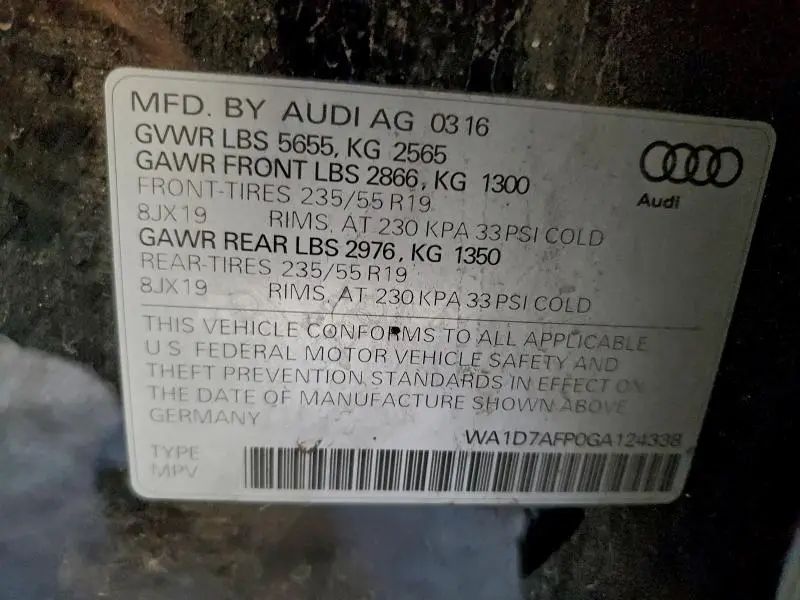 MFD. BY AUDI AG 0316
GVWR LBS 5655, KG 2565
GAWR FRONT LBS 2866, KG 1300
FRONT-TIRES 235/55 R19
8JX19 RIMS, AT 230 KPA 33 PSI COLD
GAWR REAR LBS 2976, KG 1350
REAR-TIRES 235/55 R19
8JX19 RIMS, AT 230 KPA 33 PSI COLD
Audi
THIS VEHICLE CONFORMS TO ALL APPLICABLE
U.S. FEDERAL MOTOR VEHICLE SAFETY AND
THEFT PREVENTION STANDARDS IN EFFECT ON
THE DATE OF MANUFACTURE SHOWN ABOVE
GERMANY
WA1D7AFP0GA124338
TYPE
MPV